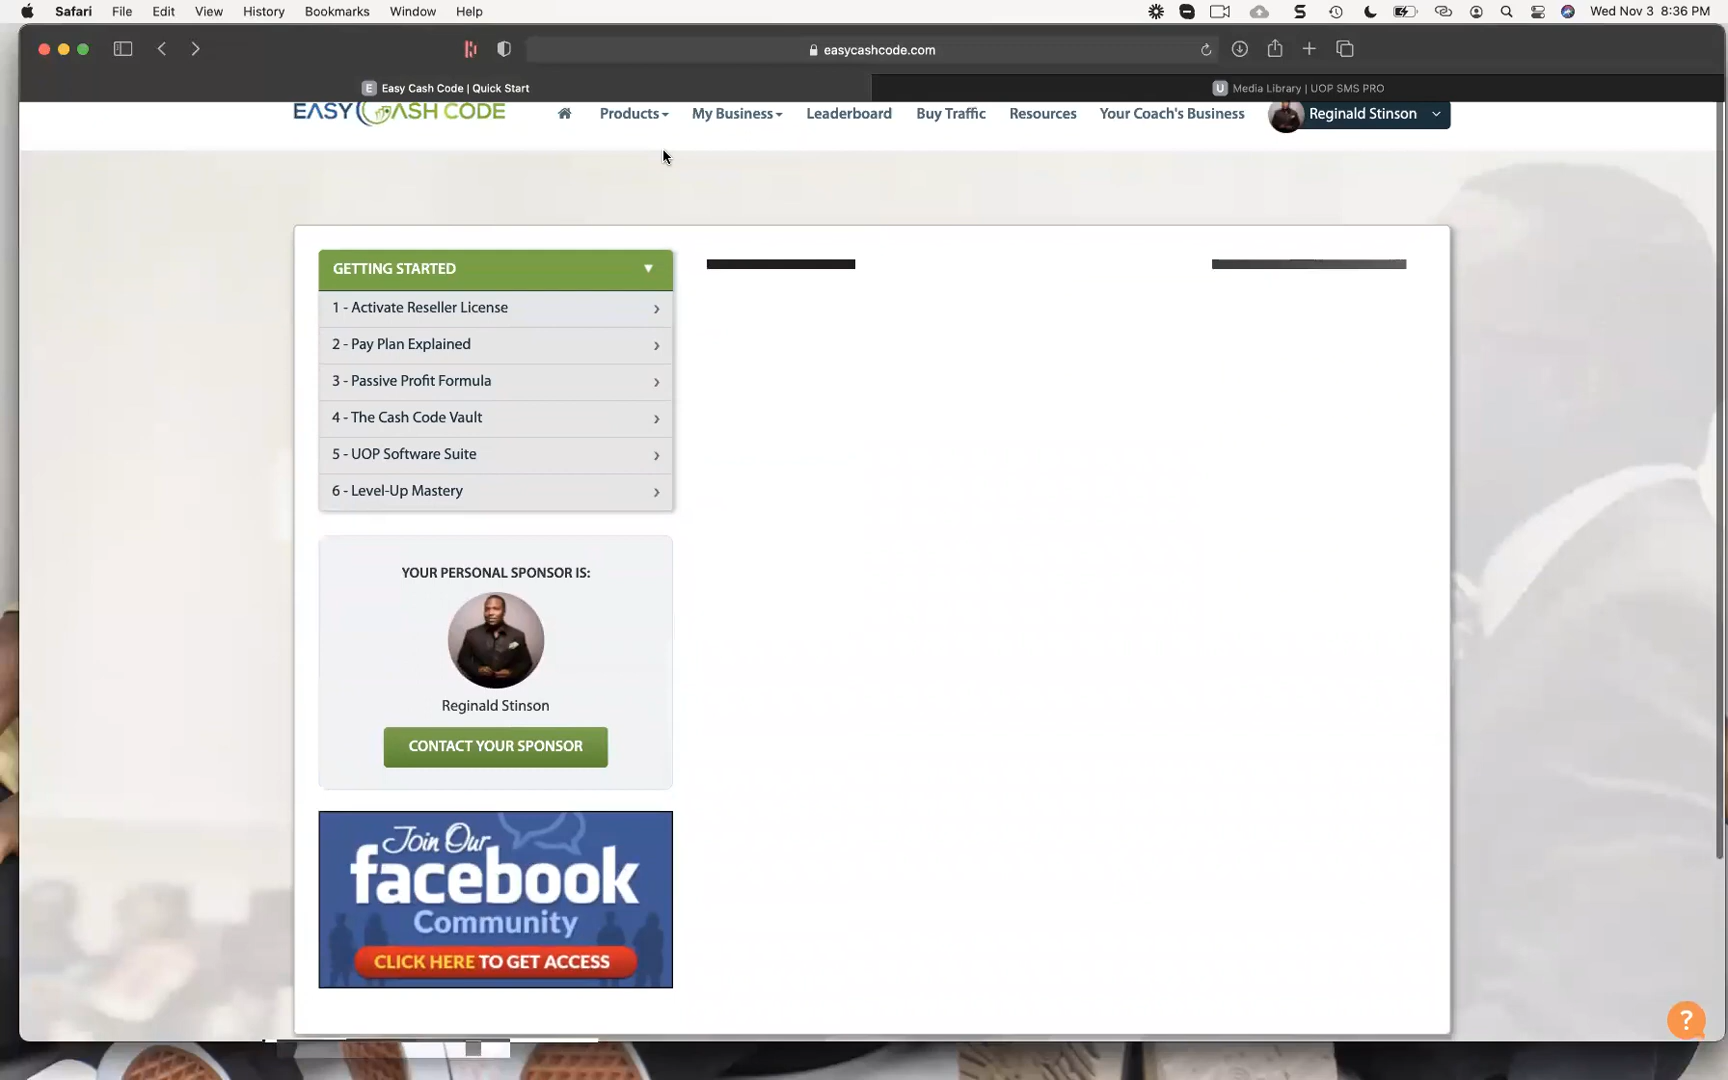 Safari File Edit View History Bookmarks Window Help Wed Nov 3 8:36 PM
easycashcode.com
E Easy Cash Code | Quick Start U Media Library | UOP SMS PRO
EASY CASH CODE Products My Business Leaderboard Buy Traffic Resources Your Coach's Business Reginald Stinson
GETTING STARTED
1 - Activate Reseller License
2 - Pay Plan Explained
3 - Passive Profit Formula
4 - The Cash Code Vault
5 - UOP Software Suite
6 - Level-Up Mastery
YOUR PERSONAL SPONSOR IS:
Reginald Stinson
CONTACT YOUR SPONSOR
Join Our
facebook
Community
CLICK HERE TO GET ACCESS
?